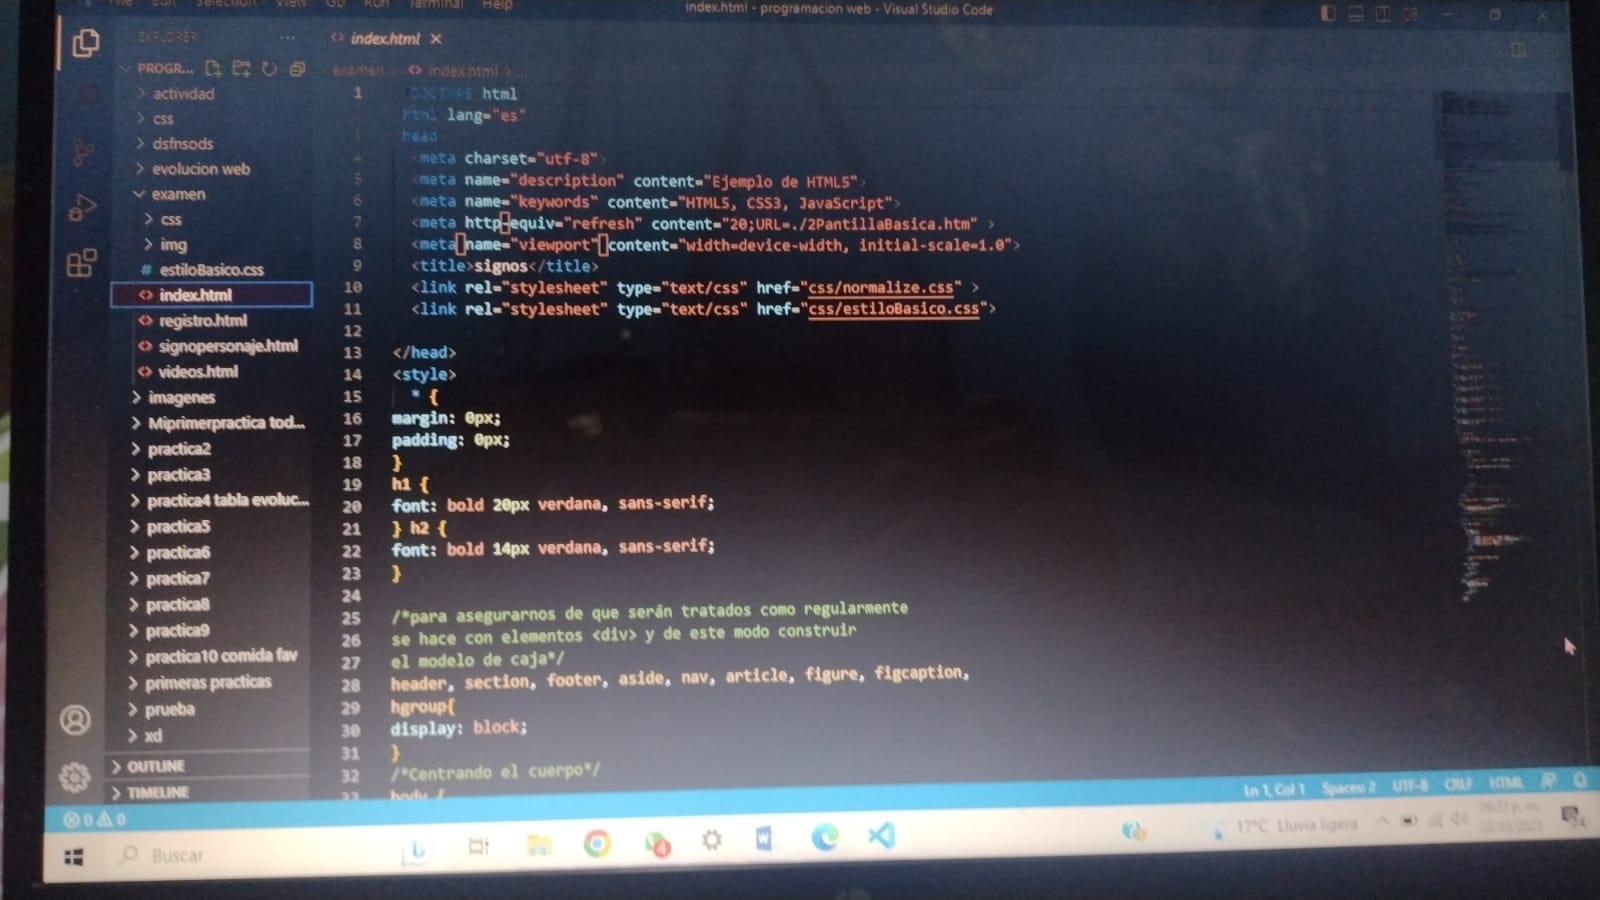 File Edit Selection View Go Run Terminal Help
index.html - programacion web - Visual Studio Code
EXPLORER
PROGR...
actividad
css
dsfnsods
evolucion web
examen
css
img
# estiloBasico.css
<> index.html
<> registro.html
<> signopersonaje.html
<> videos.html
imagenes
Miprimerpractica tod...
practica2
practica3
practica4 tabla evoluc...
practica5
practica6
practica7
practica8
practica9
practica10 comida fav
primeras practicas
prueba
xd
OUTLINE
TIMELINE
<> index.html ×
examen > <> index.html > ...
1 DOCTYPE html
html lang="es"
head
4 <meta charset="utf-8">
5 <meta name="description" content="Ejemplo de HTML5">
6 <meta name="keywords" content="HTML5, CSS3, JavaScript">
7 <meta http-equiv="refresh" content="20;URL=./2PantillaBasica.htm" >
8 <meta name="viewport" content="width=device-width, initial-scale=1.0">
9 <title>signos</title>
10 <link rel="stylesheet" type="text/css" href="css/normalize.css" >
11 <link rel="stylesheet" type="text/css" href="css/estiloBasico.css">
12
13 </head>
14 <style>
15 * {
16 margin: 0px;
17 padding: 0px;
18 }
19 h1 {
20 font: bold 20px verdana, sans-serif;
21 } h2 {
22 font: bold 14px verdana, sans-serif;
23 }
24
25 /*para asegurarnos de que serán tratados como regularmente
26 se hace con elementos <div> y de este modo construir
27 el modelo de caja*/
28 header, section, footer, aside, nav, article, figure, figcaption,
29 hgroup{
30 display: block;
31 }
32 /*Centrando el cuerpo*/
33 body {
0 0
Ln 1, Col 1 Spaces: 2 UTF-8 CRLF HTML
Buscar
4
17°C Lluvia ligera